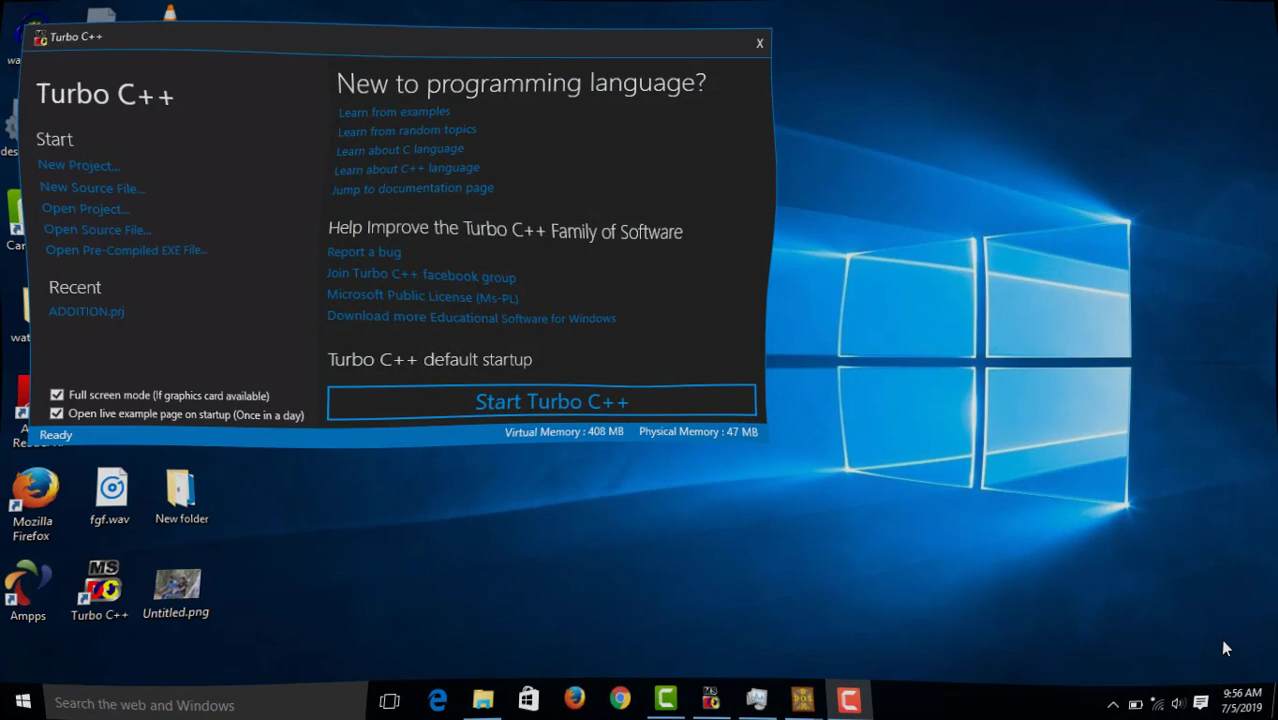 Turbo C++
X
Turbo C++
Start
New Project...
New Source File...
Open Project...
Open Source File...
Open Pre-Compiled EXE File...
Recent
ADDITION.prj
Full screen mode (If graphics card available)
Open live example page on startup (Once in a day)
New to programming language?
Learn from examples
Learn from random topics
Learn about C language
Learn about C++ language
Jump to documentation page
Help Improve the Turbo C++ Family of Software
Report a bug
Join Turbo C++ facebook group
Microsoft Public License (Ms-PL)
Download more Educational Software for Windows
Turbo C++ default startup
Start Turbo C++
Ready
Virtual Memory : 408 MB
Physical Memory : 47 MB
Mozilla
Firefox
fgf.wav
New folder
Ampps
MS
Turbo C++
Untitled.png
Search the web and Windows
MS
DOS
9:56 AM
7/5/2019